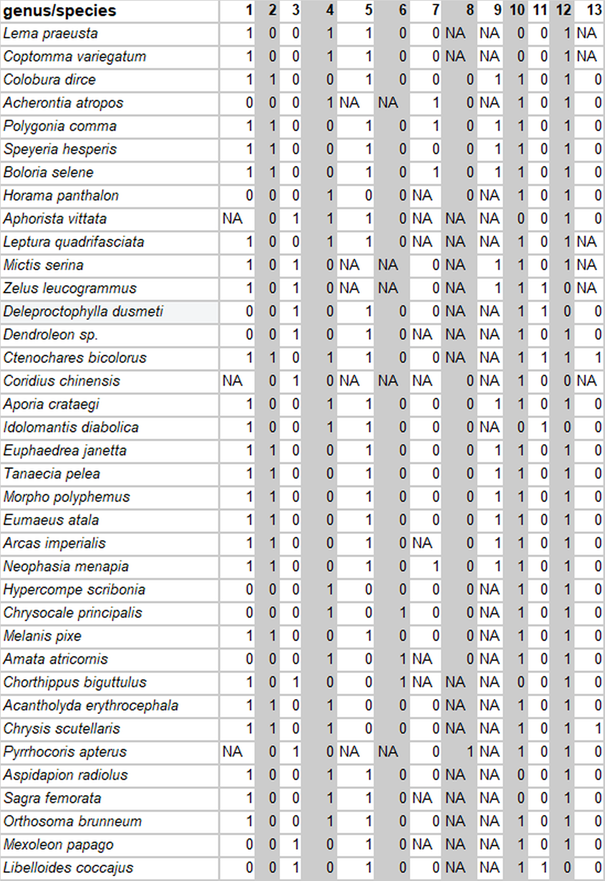 genus/species 1 2 3 4 5 6 7 8 9 10 11 12 13
Lema praeusta 1 0 0 1 1 0 0 NA NA 0 0 1 NA
Coptomma variegatum 1 0 0 1 1 0 0 NA NA 0 0 1 NA
Colobura dirce 1 1 0 0 1 0 0 0 1 1 0 1 0
Acherontia atropos 0 0 0 1 NA NA 1 0 NA 1 0 1 0
Polygonia comma 1 1 0 0 1 0 1 0 1 1 0 1 0
Speyeria hesperis 1 1 0 0 1 0 0 0 1 1 0 1 0
Boloria selene 1 1 0 0 1 0 1 0 1 1 0 1 0
Horama panthalon 0 0 0 1 0 0 NA 0 NA 1 0 1 0
Aphorista vittata NA 0 1 1 1 0 NA NA NA 0 0 1 0
Leptura quadrifasciata 1 0 0 1 1 0 NA NA NA 1 0 1 NA
Mictis serina 1 0 1 0 NA NA 0 NA 1 1 0 1 NA
Zelus leucogrammus 1 0 1 0 NA NA 0 NA 1 1 1 0 NA
Deleproctophylla dusmeti 0 0 1 0 1 0 0 NA NA 1 1 0 0
Dendroleon sp. 0 0 1 0 1 0 NA NA NA 1 0 1 0
Ctenochares bicolorus 1 1 0 1 1 0 0 NA NA 1 1 1 1
Coridius chinensis NA 0 1 0 NA NA NA 0 NA 1 0 0 NA
Aporia crataegi 1 0 0 1 1 0 0 0 1 1 0 1 0
Idolomantis diabolica 1 0 0 1 1 0 0 0 NA 0 1 0 0
Euphaedrea janetta 1 1 0 0 1 0 0 0 1 1 0 1 0
Tanaecia pelea 1 1 0 0 1 0 0 0 1 1 0 1 0
Morpho polyphemus 1 1 0 0 1 0 0 0 1 1 0 1 0
Eumaeus atala 1 1 0 0 1 0 0 0 1 1 0 1 0
Arcas imperialis 1 1 0 0 1 0 NA 0 1 1 0 1 0
Neophasia menapia 1 1 0 0 1 0 1 0 1 1 0 1 0
Hypercompe scribonia 0 0 0 1 0 0 0 0 NA 1 0 1 0
Chrysocale principalis 0 0 0 1 0 1 0 0 NA 1 0 1 0
Melanis pixe 1 1 0 0 1 0 0 0 NA 1 0 1 0
Amata atricornis 0 0 0 1 0 1 NA 0 NA 1 0 1 0
Chorthippus biguttulus 1 0 1 0 0 1 NA NA NA 0 0 1 0
Acantholyda erythrocephala 1 1 0 1 0 0 0 NA NA 1 0 1 0
Chrysis scutellaris 1 1 0 1 0 0 0 NA NA 1 0 1 1
Pyrrhocoris apterus NA 0 1 0 NA NA 0 1 NA 1 0 1 0
Aspidapion radiolus 1 0 0 1 1 0 0 NA NA 0 0 1 0
Sagra femorata 1 0 0 1 1 0 NA NA NA 0 0 1 0
Orthosoma brunneum 1 0 0 1 1 0 0 NA NA 1 0 1 0
Mexoleon papago 0 0 1 0 1 0 NA NA NA 1 0 1 0
Libelloides coccajus 0 0 1 0 1 0 0 NA NA 1 1 0 0